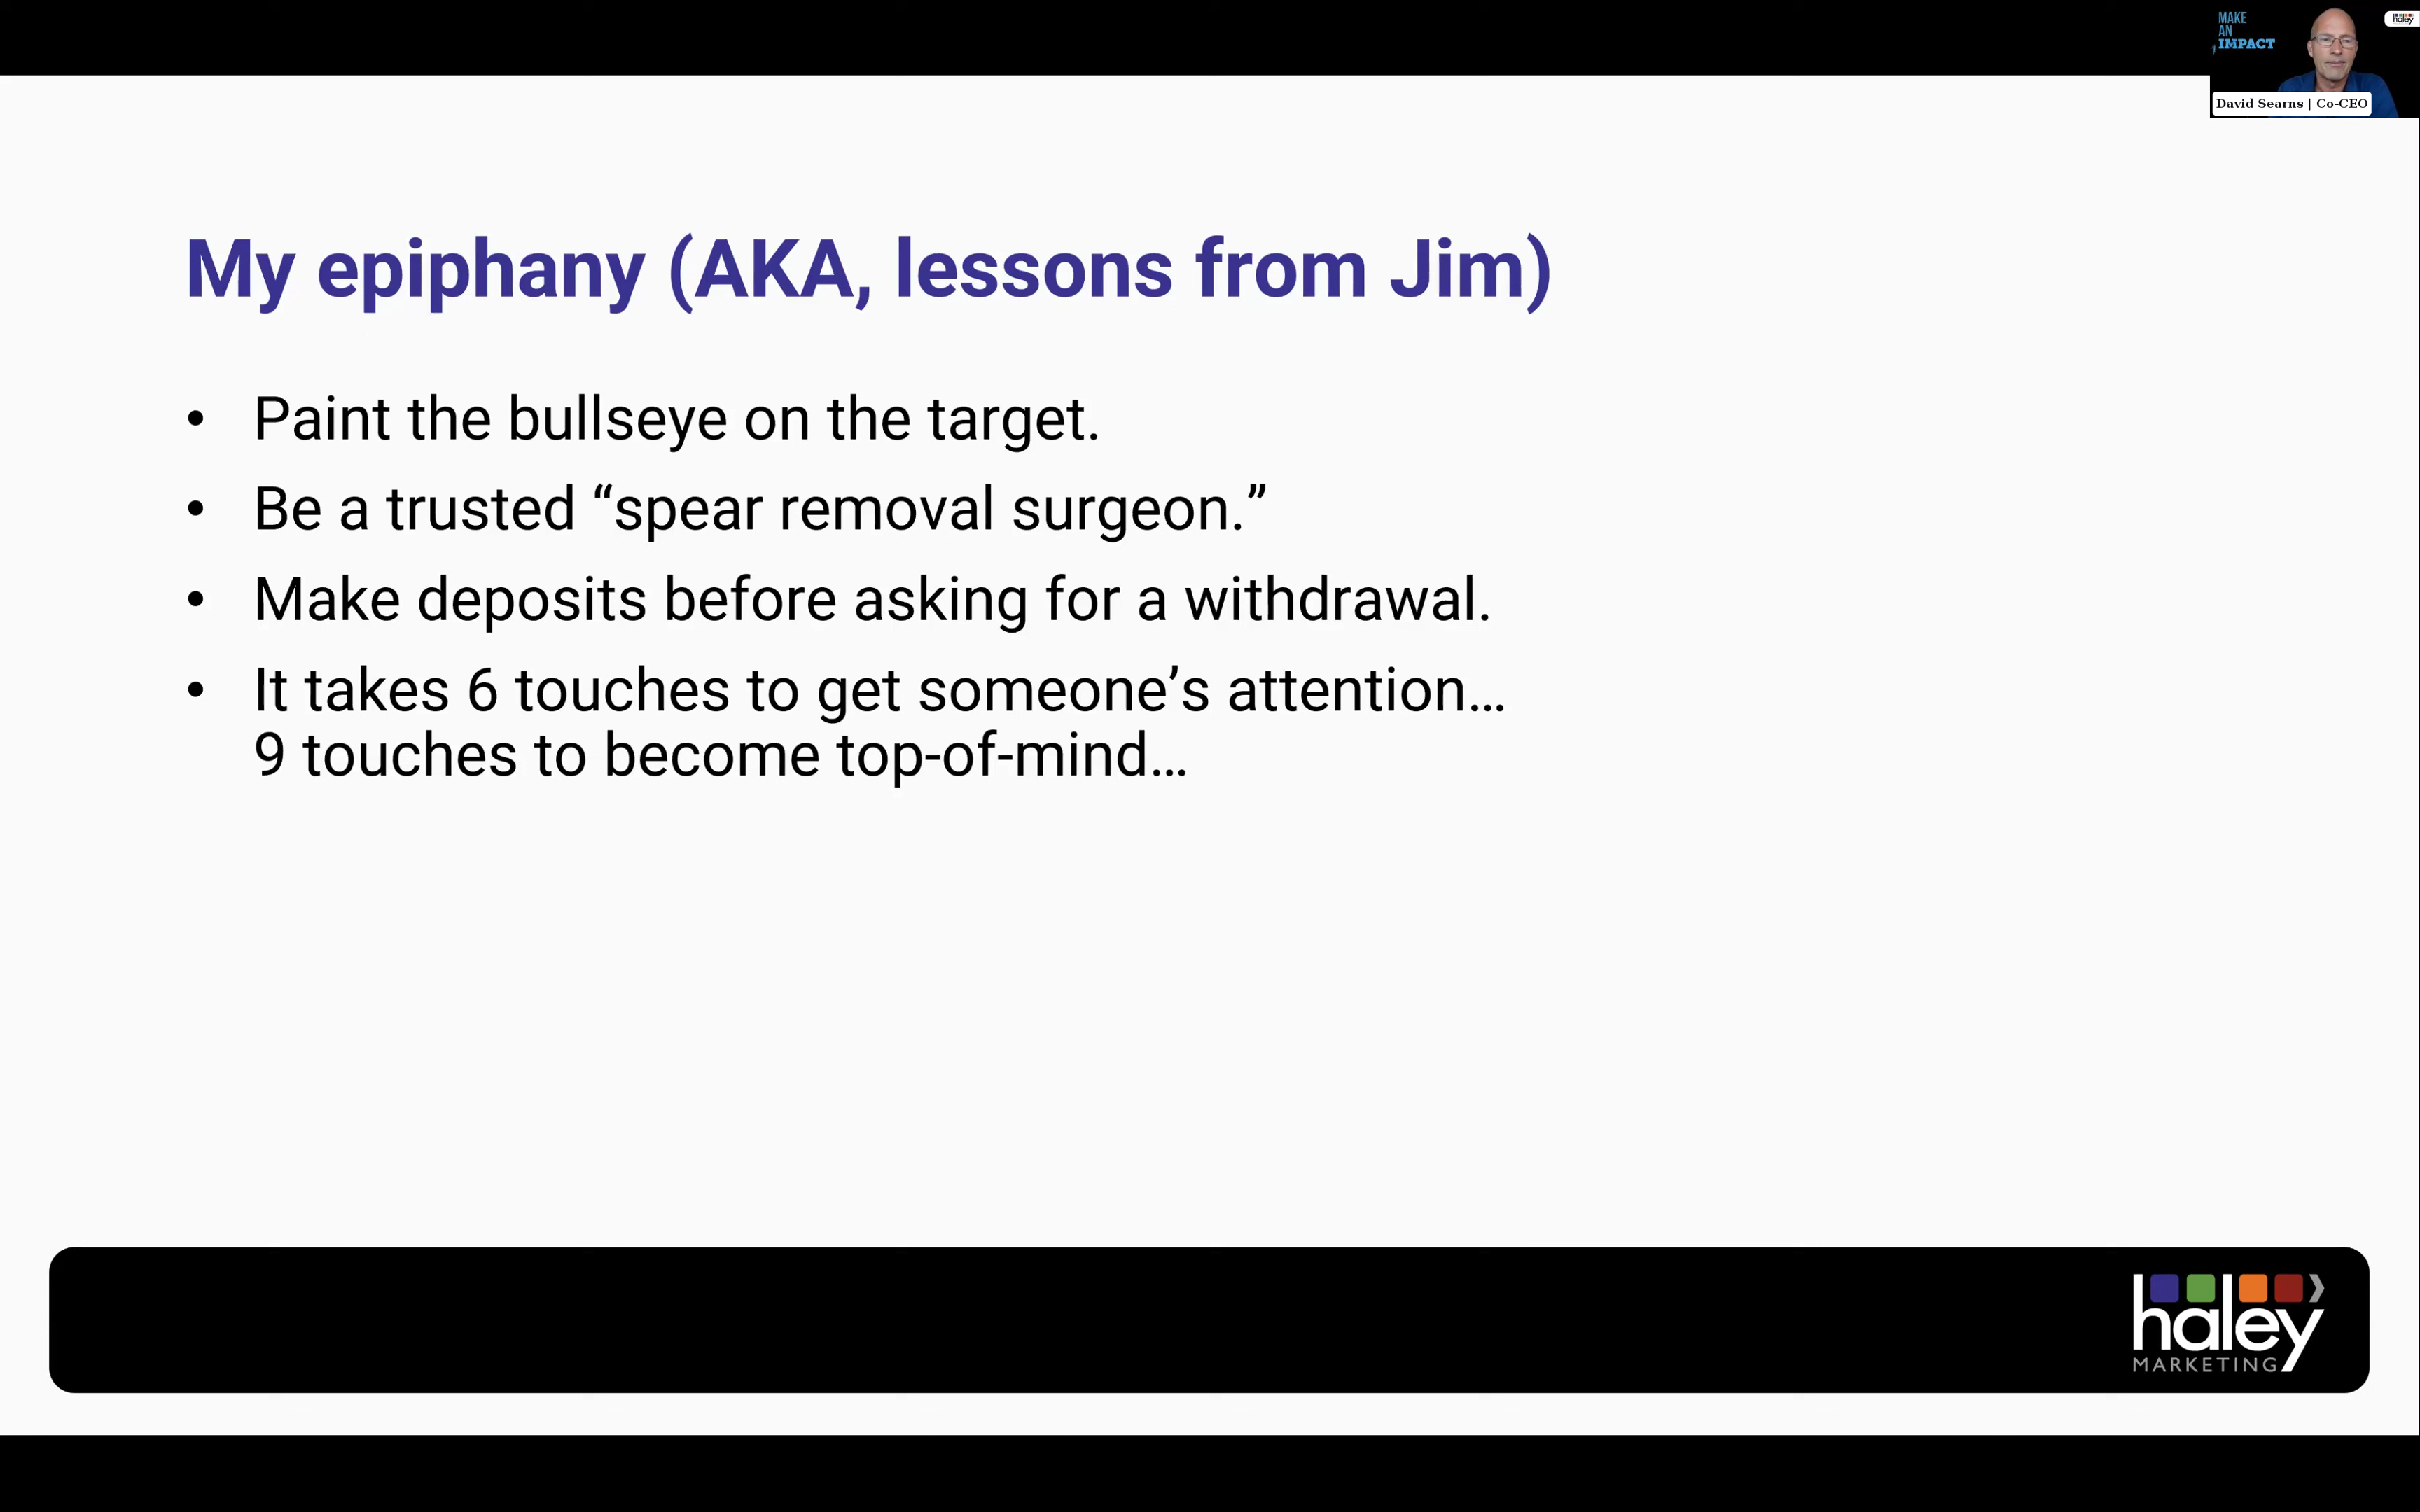 MAKE
AN
IMPACT
haley
David Searns | Co-CEO
My epiphany (AKA, lessons from Jim)
• Paint the bullseye on the target.
• Be a trusted “spear removal surgeon.”
• Make deposits before asking for a withdrawal.
• It takes 6 touches to get someone’s attention…
9 touches to become top-of-mind…
haley
MARKETING